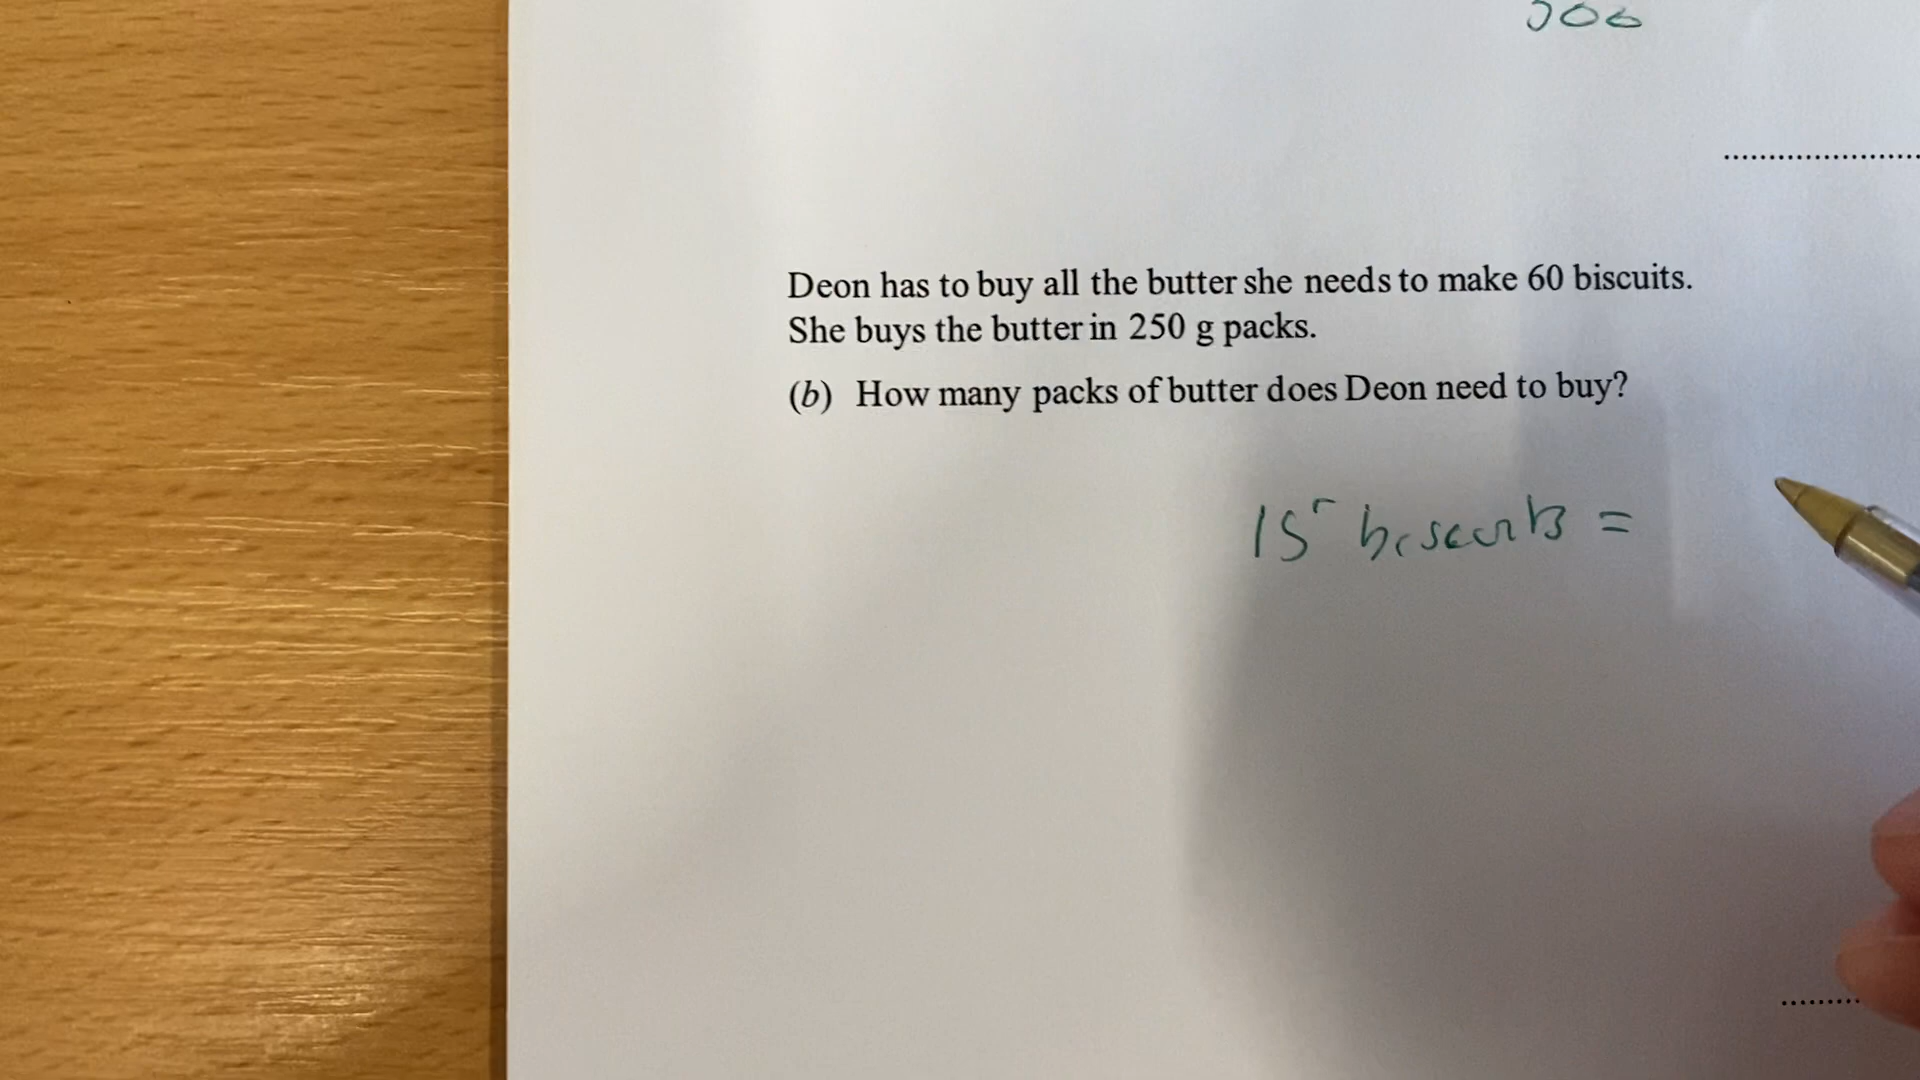 Deon has to buy all the butter she needs to make 60 biscuits.
She buys the butter in 250 g packs.
(b) How many packs of butter does Deon need to buy?
15 biscuits =